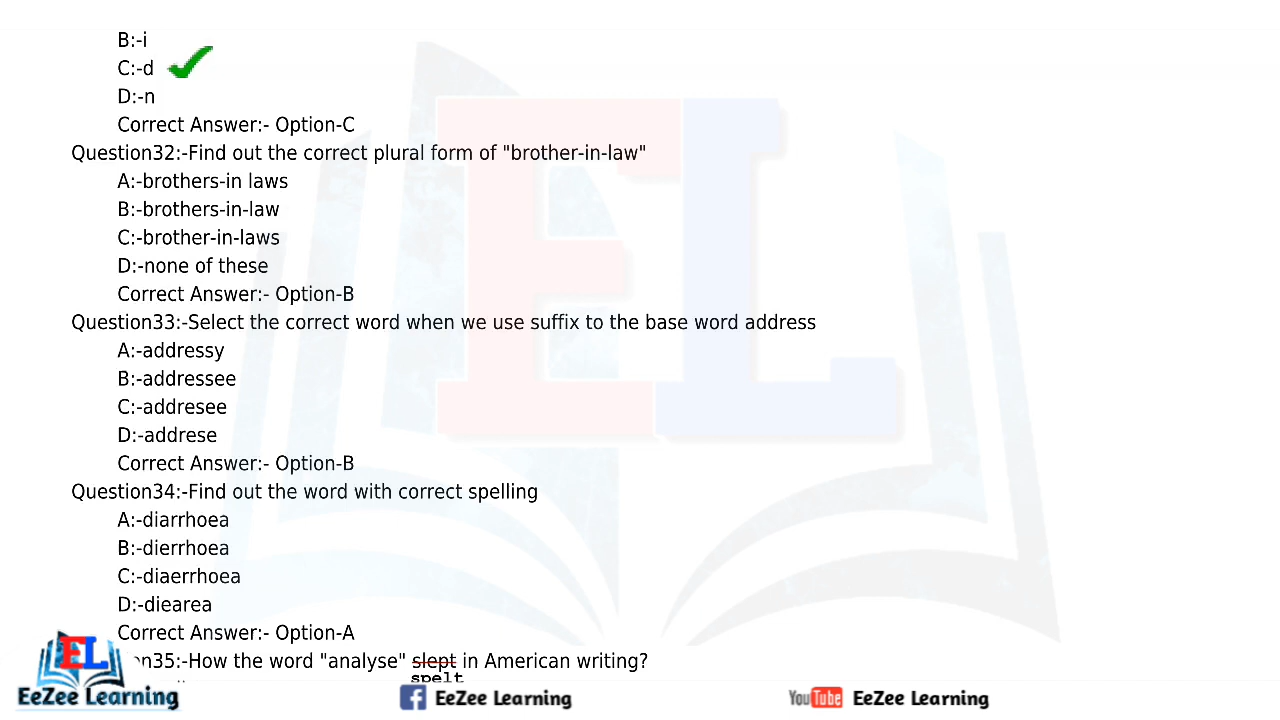 B:-i
C:-d
D:-n
Correct Answer:- Option-C
Question32:-Find out the correct plural form of "brother-in-law"
A:-brothers-in laws
B:-brothers-in-law
C:-brother-in-laws
D:-none of these
Correct Answer:- Option-B
Question33:-Select the correct word when we use suffix to the base word address
A:-addressy
B:-addressee
C:-addresee
D:-addrese
Correct Answer:- Option-B
Question34:-Find out the word with correct spelling
A:-diarrhoea
B:-dierrhoea
C:-diaerrhoea
D:-diearea
Correct Answer:- Option-A
n35:-How the word "analyse" slept in American writing?
spelt
EL
EeZee Learning
EeZee Learning
YouTube EeZee Learning
EL